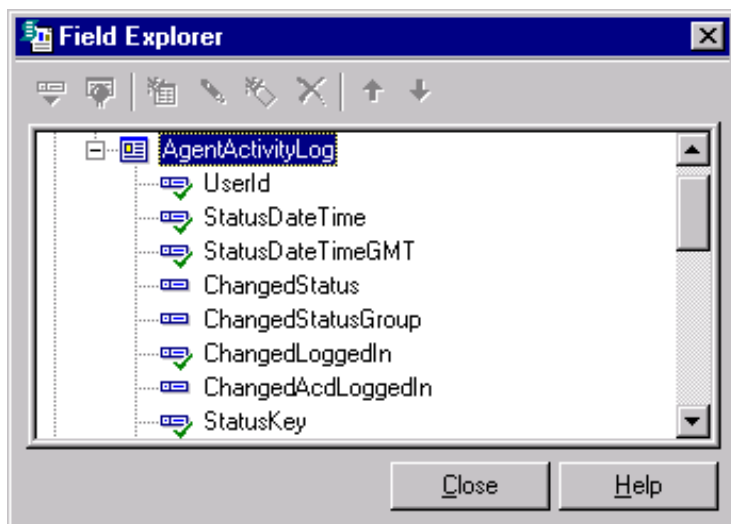 Field Explorer
AgentActivityLog
UserId
StatusDateTime
StatusDateTimeGMT
ChangedStatus
ChangedStatusGroup
ChangedLoggedIn
ChangedAcdLoggedIn
StatusKey
Close Help